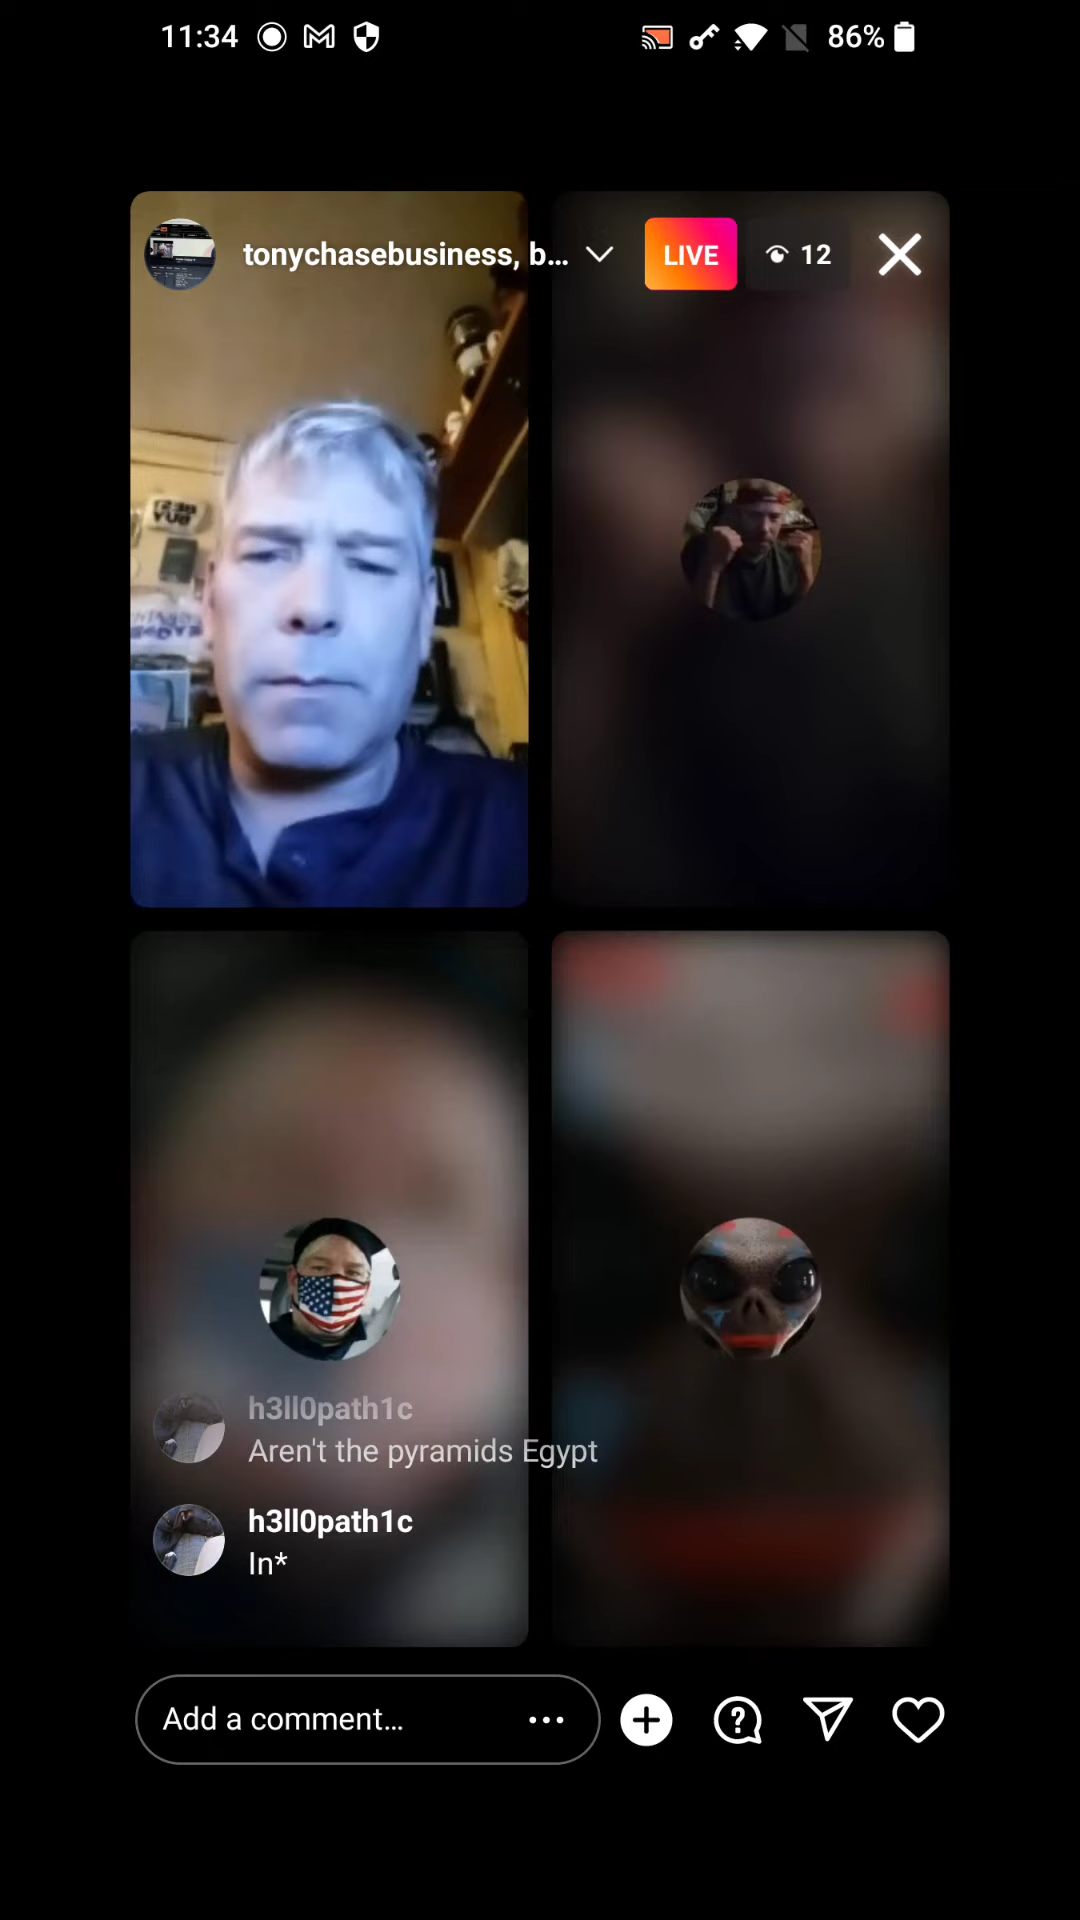 11:34
86%
tonychasebusiness, b...
LIVE
12
h3ll0path1c
Aren't the pyramids Egypt
h3ll0path1c
In*
Add a comment...